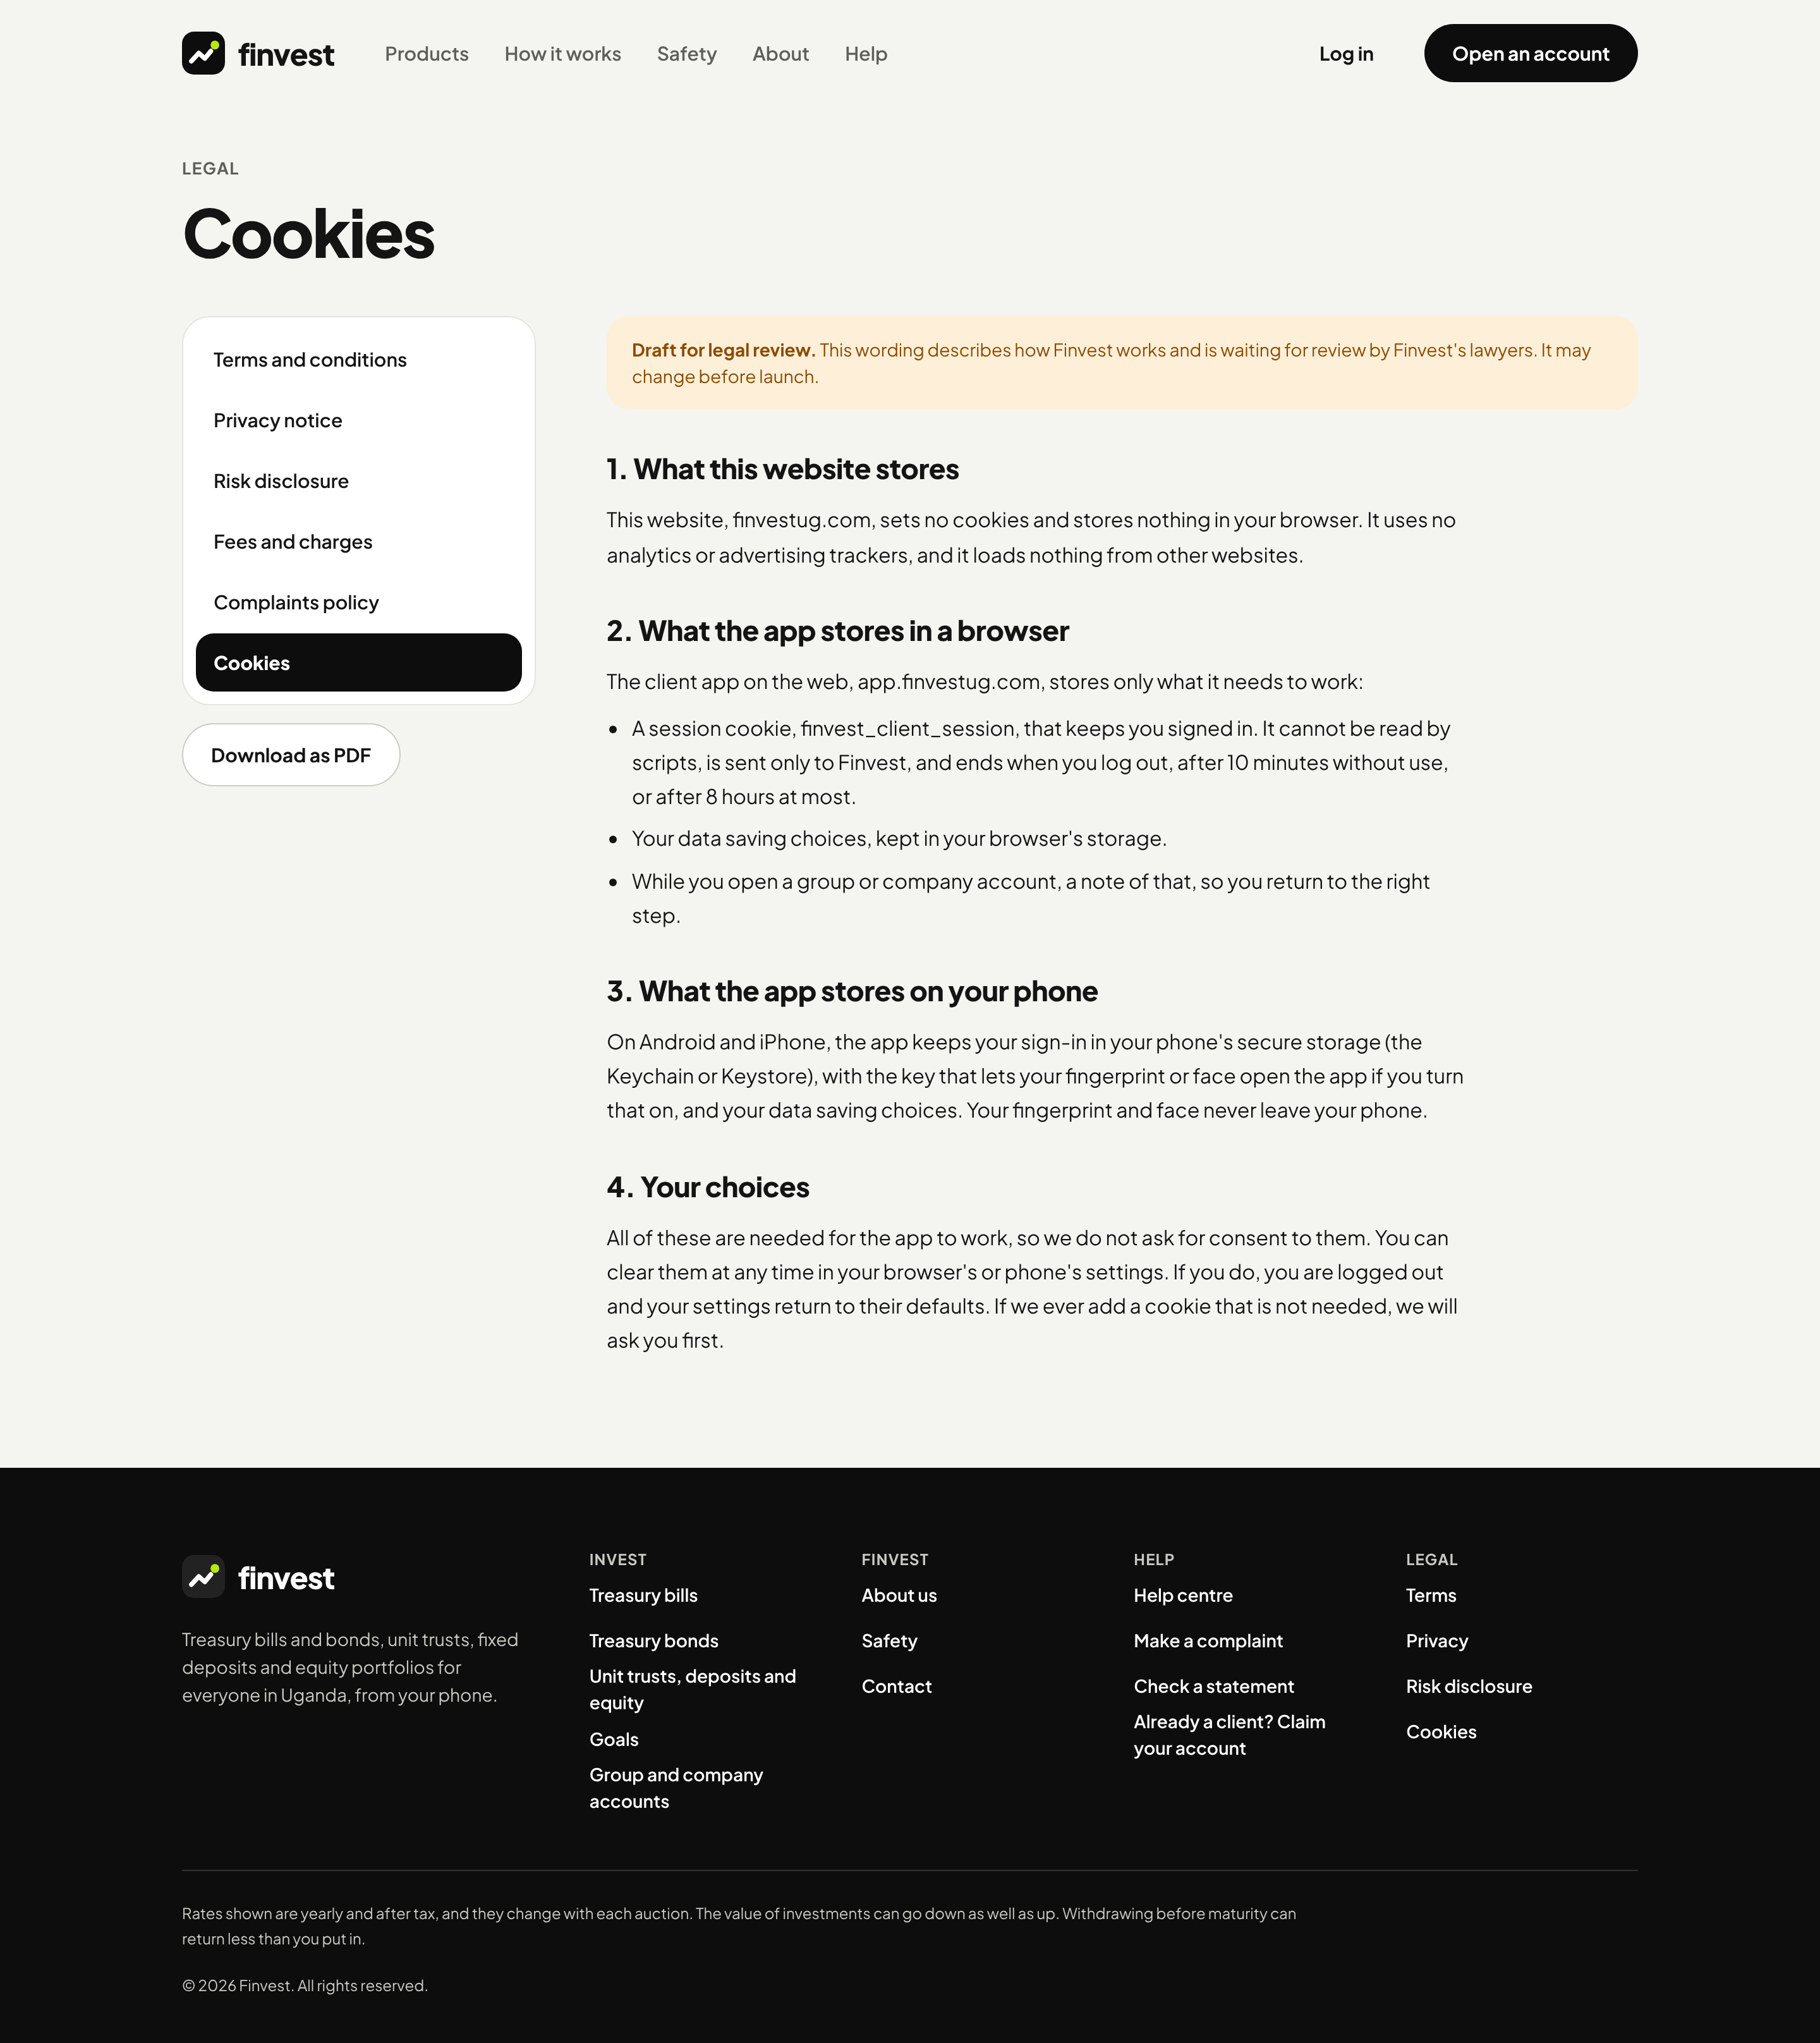 finvest
Products
How it works
Safety
About
Help
Log in
Open an account
LEGAL
Cookies
Terms and conditions
Privacy notice
Risk disclosure
Fees and charges
Complaints policy
Cookies
Download as PDF
Draft for legal review. This wording describes how Finvest works and is waiting for review by Finvest's lawyers. It may
change before launch.
1. What this website stores
This website, finvestug.com, sets no cookies and stores nothing in your browser. It uses no
analytics or advertising trackers, and it loads nothing from other websites.
2. What the app stores in a browser
The client app on the web, app.finvestug.com, stores only what it needs to work:
• A session cookie, finvest_client_session, that keeps you signed in. It cannot be read by
scripts, is sent only to Finvest, and ends when you log out, after 10 minutes without use,
or after 8 hours at most.
• Your data saving choices, kept in your browser's storage.
• While you open a group or company account, a note of that, so you return to the right
step.
3. What the app stores on your phone
On Android and iPhone, the app keeps your sign-in in your phone's secure storage (the
Keychain or Keystore), with the key that lets your fingerprint or face open the app if you turn
that on, and your data saving choices. Your fingerprint and face never leave your phone.
4. Your choices
All of these are needed for the app to work, so we do not ask for consent to them. You can
clear them at any time in your browser's or phone's settings. If you do, you are logged out
and your settings return to their defaults. If we ever add a cookie that is not needed, we will
ask you first.
finvest
Treasury bills and bonds, unit trusts, fixed
deposits and equity portfolios for
everyone in Uganda, from your phone.
INVEST
Treasury bills
Treasury bonds
Unit trusts, deposits and
equity
Goals
Group and company
accounts
FINVEST
About us
Safety
Contact
HELP
Help centre
Make a complaint
Check a statement
Already a client? Claim
your account
LEGAL
Terms
Privacy
Risk disclosure
Cookies
Rates shown are yearly and after tax, and they change with each auction. The value of investments can go down as well as up. Withdrawing before maturity can
return less than you put in.
© 2026 Finvest. All rights reserved.